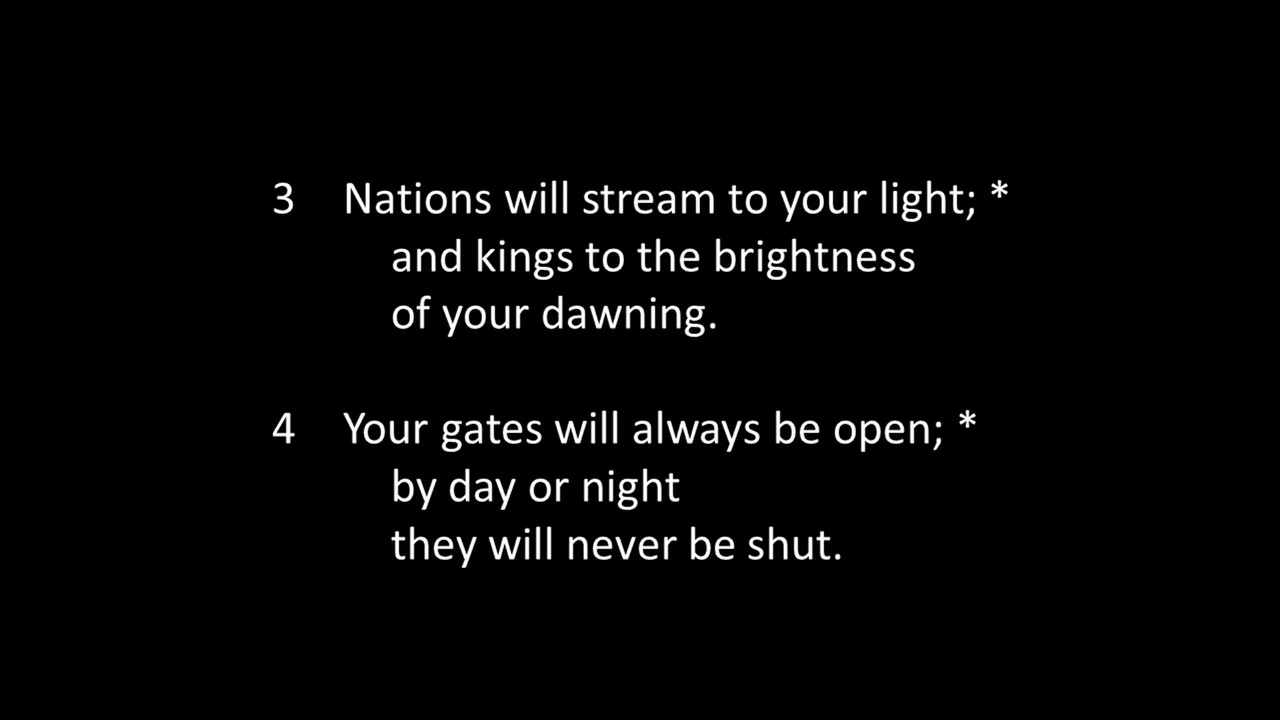 3 Nations will stream to your light; *
and kings to the brightness
of your dawning.
4 Your gates will always be open; *
by day or night
they will never be shut.